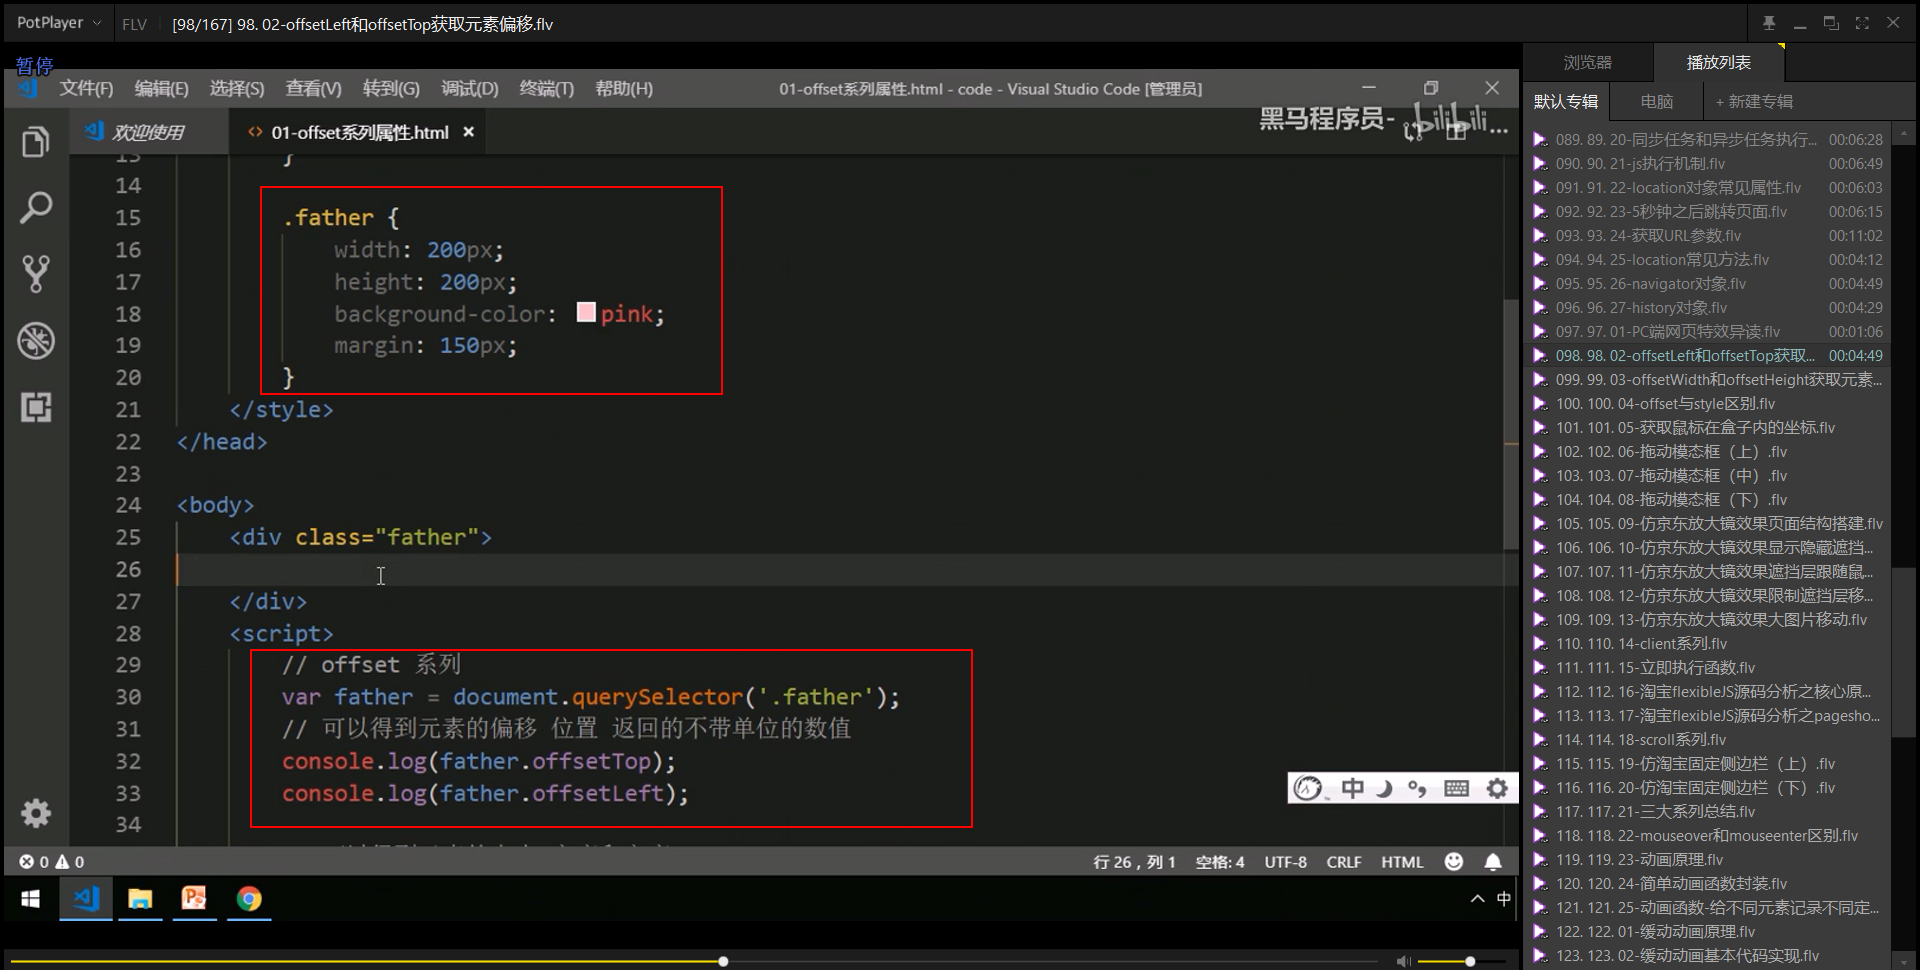 PotPlayer
FLV
[98/167] 98. 02-offsetLeft和offsetTop获取元素偏移.flv
暂停
文件(F) 编辑(E) 选择(S) 查看(V) 转到(G) 调试(D) 终端(T) 帮助(H)
01-offset系列属性.html - code - Visual Studio Code [管理员]
欢迎使用
01-offset系列属性.html
黑马程序员- bilibili
13 }
14
15 .father {
16 width: 200px;
17 height: 200px;
18 background-color: pink;
19 margin: 150px;
20 }
21 </style>
22 </head>
23
24 <body>
25 <div class="father">
26
27 </div>
28 <script>
29 // offset 系列
30 var father = document.querySelector('.father');
31 // 可以得到元素的偏移 位置 返回的不带单位的数值
32 console.log(father.offsetTop);
33 console.log(father.offsetLeft);
34
中
0 0
行 26，列 1 空格: 4 UTF-8 CRLF HTML
中
浏览器 播放列表
默认专辑 电脑 + 新建专辑
089. 89. 20-同步任务和异步任务执行... 00:06:28
090. 90. 21-js执行机制.flv 00:06:49
091. 91. 22-location对象常见属性.flv 00:06:03
092. 92. 23-5秒钟之后跳转页面.flv 00:06:15
093. 93. 24-获取URL参数.flv 00:11:02
094. 94. 25-location常见方法.flv 00:04:12
095. 95. 26-navigator对象.flv 00:04:49
096. 96. 27-history对象.flv 00:04:29
097. 97. 01-PC端网页特效异读.flv 00:01:06
098. 98. 02-offsetLeft和offsetTop获取... 00:04:49
099. 99. 03-offsetWidth和offsetHeight获取元素...
100. 100. 04-offset与style区别.flv
101. 101. 05-获取鼠标在盒子内的坐标.flv
102. 102. 06-拖动模态框（上）.flv
103. 103. 07-拖动模态框（中）.flv
104. 104. 08-拖动模态框（下）.flv
105. 105. 09-仿京东放大镜效果页面结构搭建.flv
106. 106. 10-仿京东放大镜效果显示隐藏遮挡...
107. 107. 11-仿京东放大镜效果遮挡层跟随鼠...
108. 108. 12-仿京东放大镜效果限制遮挡层移...
109. 109. 13-仿京东放大镜效果大图片移动.flv
110. 110. 14-client系列.flv
111. 111. 15-立即执行函数.flv
112. 112. 16-淘宝flexibleJS源码分析之核心原...
113. 113. 17-淘宝flexibleJS源码分析之pagesho...
114. 114. 18-scroll系列.flv
115. 115. 19-仿淘宝固定侧边栏（上）.flv
116. 116. 20-仿淘宝固定侧边栏（下）.flv
117. 117. 21-三大系列总结.flv
118. 118. 22-mouseover和mouseenter区别.flv
119. 119. 23-动画原理.flv
120. 120. 24-简单动画函数封装.flv
121. 121. 25-动画函数-给不同元素记录不同定...
122. 122. 01-缓动动画原理.flv
123. 123. 02-缓动动画基本代码实现.flv